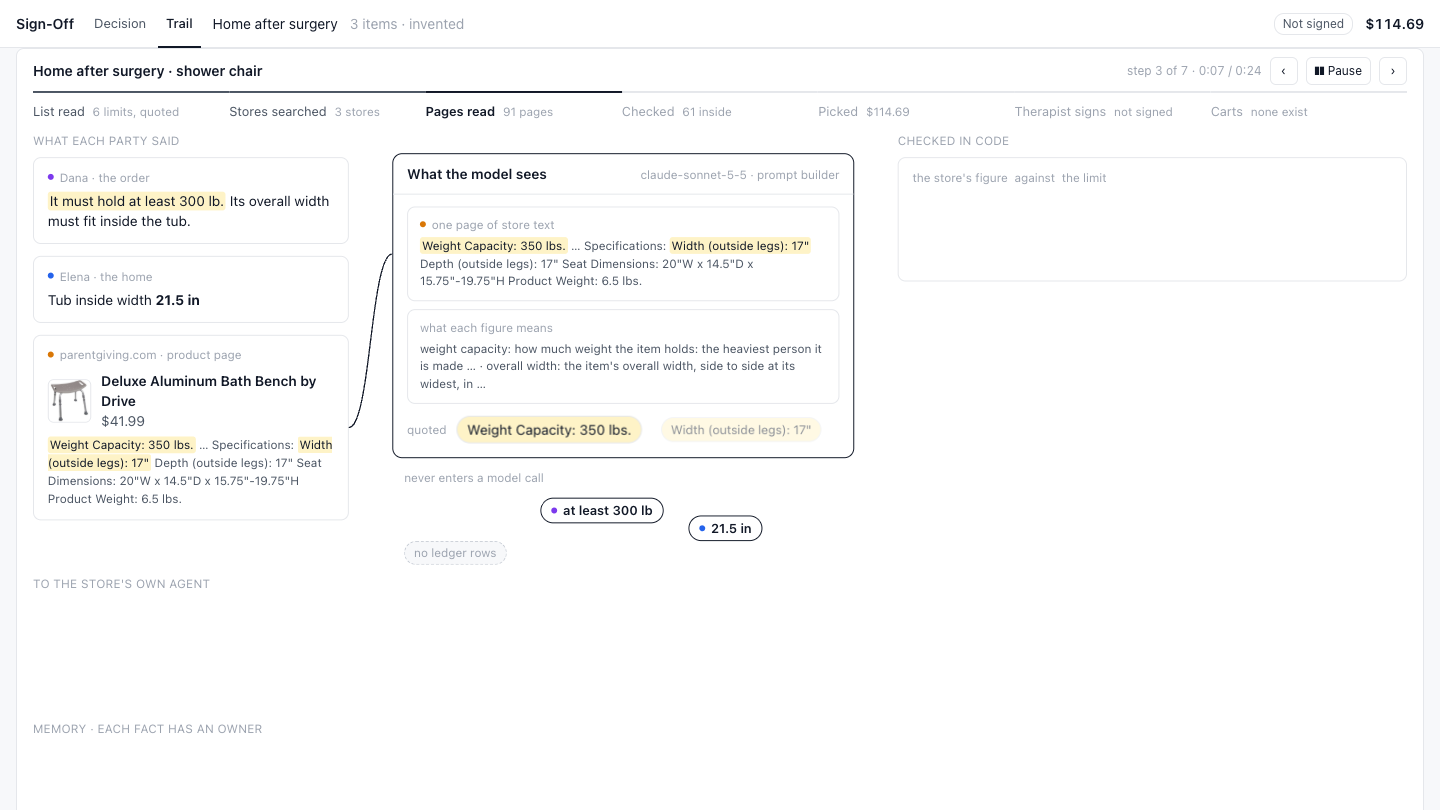 Sign-Off Decision Trail Home after surgery 3 items · invented Not signed $114.69
Home after surgery · shower chair step 3 of 7 · 0:07 / 0:24 ‹ Pause ›
List read 6 limits, quoted Stores searched 3 stores Pages read 91 pages Checked 61 inside Picked $114.69 Therapist signs not signed Carts none exist
WHAT EACH PARTY SAID
Dana · the order
It must hold at least 300 lb. Its overall width
must fit inside the tub.
Elena · the home
Tub inside width 21.5 in
parentgiving.com · product page
Deluxe Aluminum Bath Bench by
Drive
$41.99
Weight Capacity: 350 lbs. ... Specifications: Width
(outside legs): 17" Depth (outside legs): 17" Seat
Dimensions: 20"W x 14.5"D x 15.75"-19.75"H
Product Weight: 6.5 lbs.
What the model sees claude-sonnet-5-5 · prompt builder
one page of store text
Weight Capacity: 350 lbs. ... Specifications: Width (outside legs): 17"
Depth (outside legs): 17" Seat Dimensions: 20"W x 14.5"D x
15.75"-19.75"H Product Weight: 6.5 lbs.
what each figure means
weight capacity: how much weight the item holds: the heaviest person it
is made ... · overall width: the item's overall width, side to side at its
widest, in ...
quoted Weight Capacity: 350 lbs. Width (outside legs): 17"
never enters a model call
at least 300 lb
21.5 in
no ledger rows
CHECKED IN CODE
the store's figure against the limit
TO THE STORE'S OWN AGENT
MEMORY · EACH FACT HAS AN OWNER